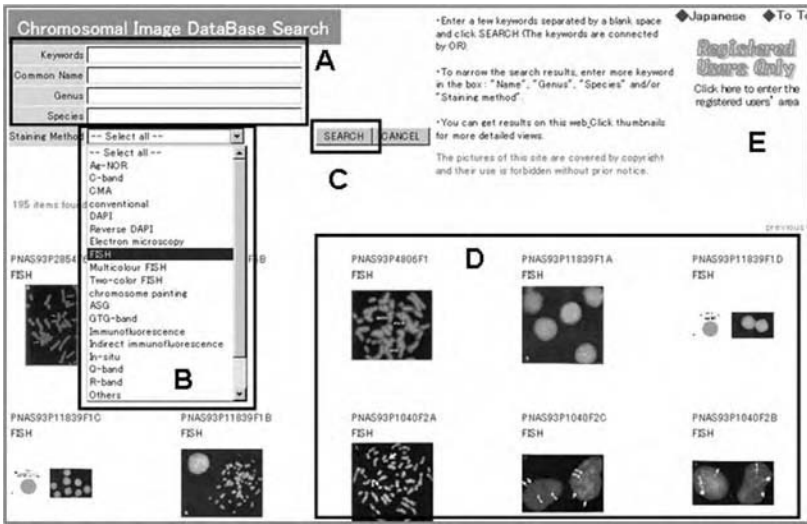 Chromosomal Image DataBase Search
Keywords
Common Name
Genus
Species
Staining Method
-- Select all --
-- Select all --
Ag-NOR
C-band
CMA
conventional
DAPI
Reverse DAPI
Electron microscopy
FISH
Multicolour FISH
Two-color FISH
chromosome painting
ASG
GTG-band
Immunofluorescence
Indirect immunofluorescence
In-situ
Q-band
R-band
Others
A
B
SEARCH
CANCEL
C
・Enter a few keywords separated by a blank space
and click SEARCH (The keywords are connected
by OR).
・To narrow the search results, enter more keyword
in the box : "Name", "Genus", "Species" and/or
"Staining method".
・You can get results on this web.Click thumbnails
for more detailed views.
The pictures of this site are covered by copyright
and their use is forbidden without prior notice.
◆Japanese ◆To To
Registered
Users Only
Click here to enter the
registered users' area
E
195 items found
previous
D
PNAS93P2854
FISH
PNAS93P4806F1
FISH
PNAS93P11839F1A
FISH
PNAS93P11839F1D
FISH
PNAS93P11839F1C
FISH
PNAS93P11839F1B
FISH
PNAS93P1040F2A
FISH
PNAS93P1040F2C
FISH
PNAS93P1040F2B
FISH